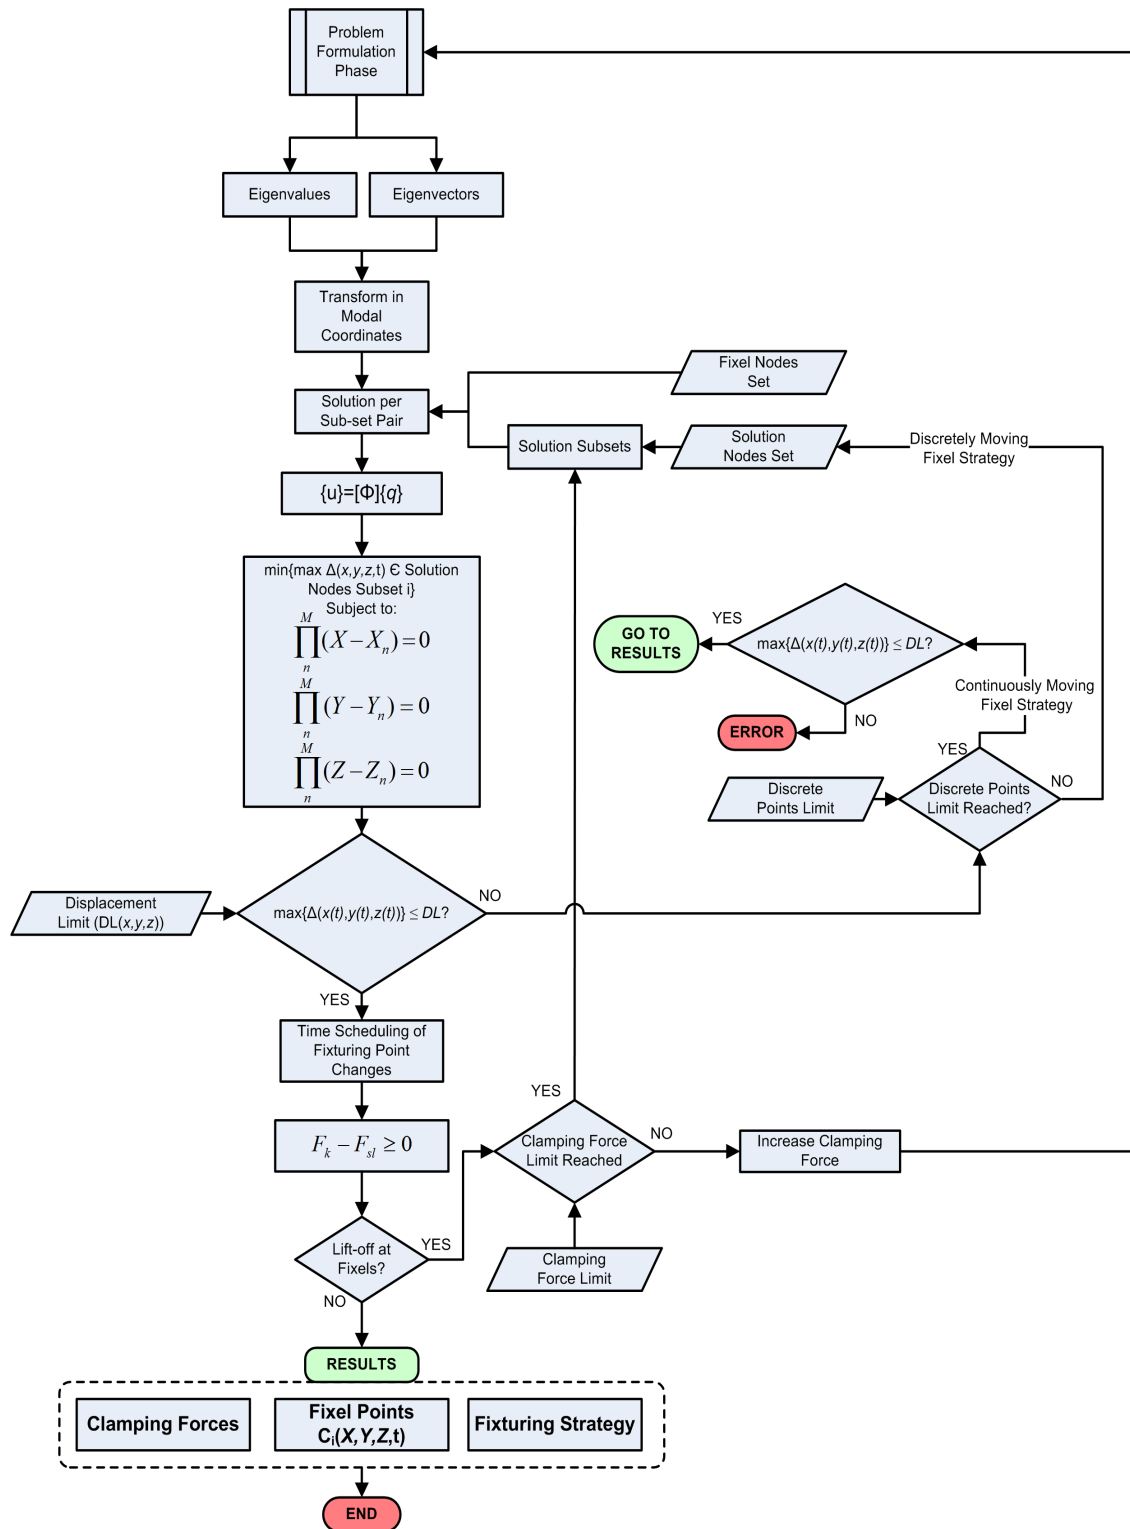 Problem
Formulation
Phase
Eigenvalues
Eigenvectors
Transform in
Modal
Coordinates
Fixel Nodes
Set
Solution per
Sub-set Pair
Solution Subsets
Solution
Nodes Set
Discretely Moving
Fixel Strategy
{u}=[Φ]{q}
min{max Δ(x,y,z,t) Є Solution
Nodes Subset i}
Subject to:
M
∏(X−Xn)=0
n
M
∏(Y−Yn)=0
n
M
∏(Z−Zn)=0
n
YES
GO TO
RESULTS
max{Δ(x(t),y(t),z(t))} ≤ DL?
Continuously Moving
Fixel Strategy
NO
ERROR
YES
Discrete
Points Limit
Discrete Points
Limit Reached?
NO
Displacement
Limit (DL(x,y,z))
max{Δ(x(t),y(t),z(t))} ≤ DL?
NO
YES
Time Scheduling of
Fixturing Point
Changes
Fk − Fsl ≥ 0
YES
Clamping Force
Limit Reached
NO
Increase Clamping
Force
Lift-off at
Fixels?
YES
Clamping
Force Limit
NO
RESULTS
Clamping Forces
Fixel Points
Ci(X,Y,Z,t)
Fixturing Strategy
END